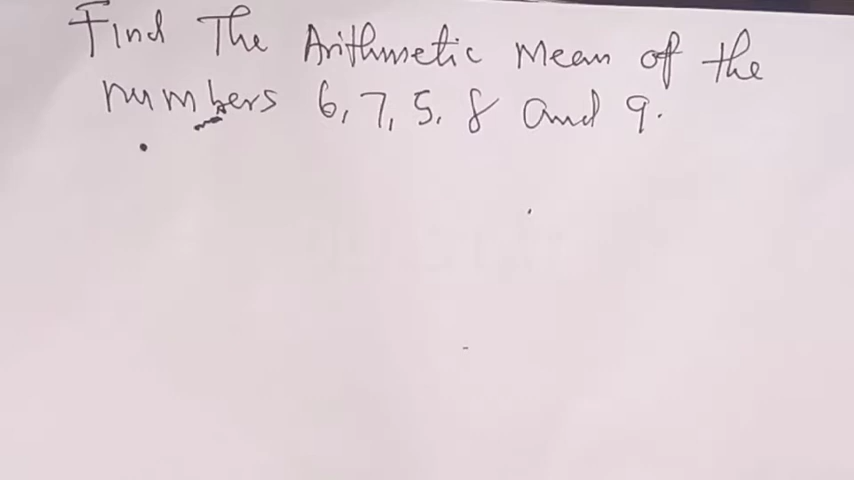 Find The Arithmetic Mean of the
numbers 6, 7, 5, 8 and 9.